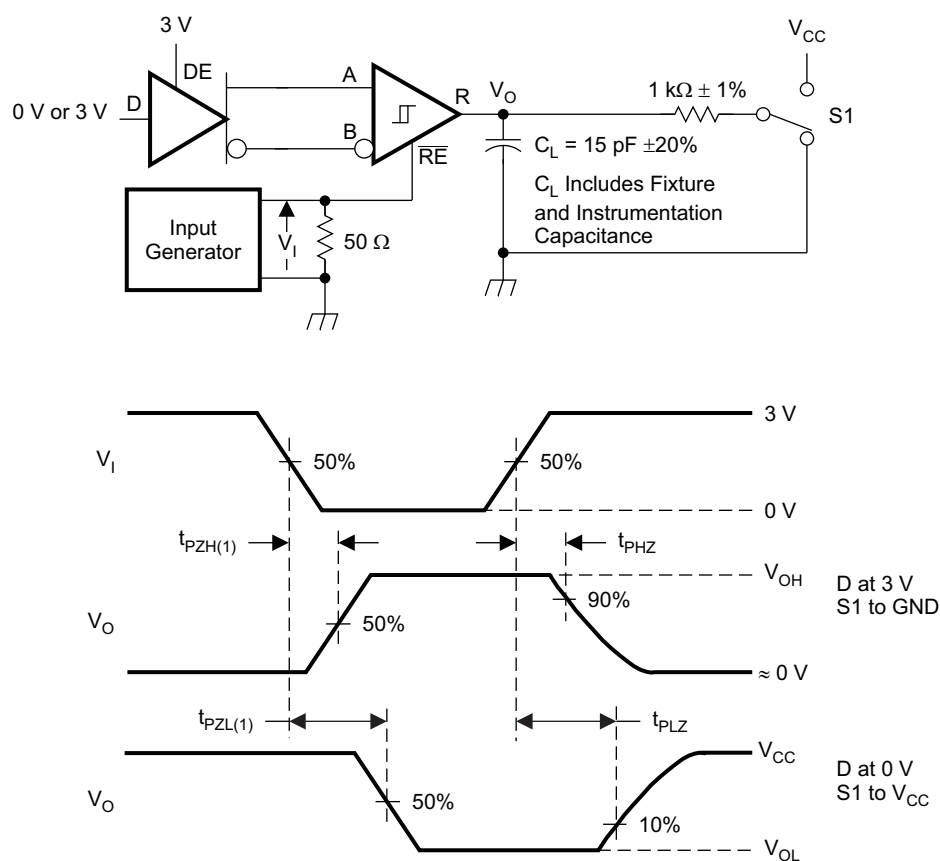 3 V
V_CC
DE
A
R
V_O
1 kΩ ± 1%
D
0 V or 3 V
S1
B
RE
C_L = 15 pF ±20%
Input
Generator
V_I
50 Ω
C_L Includes Fixture
and Instrumentation
Capacitance
3 V
V_I
50%
50%
0 V
t_PZH(1)
t_PHZ
V_OH
D at 3 V
S1 to GND
90%
V_O
50%
≈ 0 V
t_PZL(1)
t_PLZ
V_CC
D at 0 V
S1 to V_CC
V_O
50%
10%
V_OL